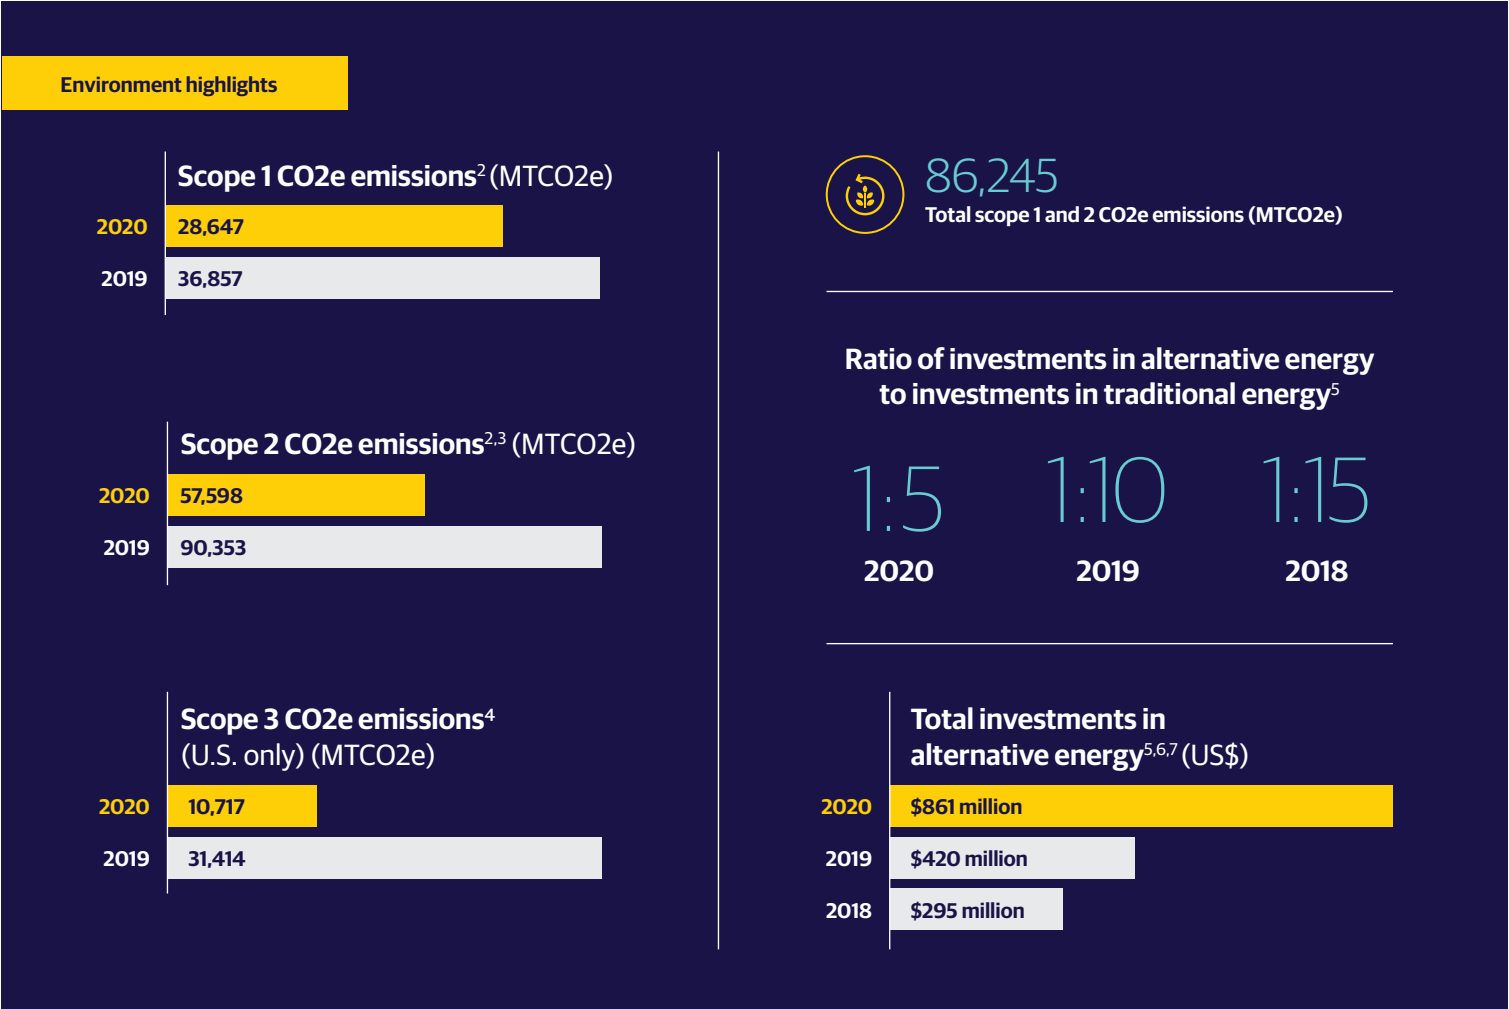 Environment highlights
Scope 1 CO2e emissions2 (MTCO2e)
2020 28,647
2019 36,857
Scope 2 CO2e emissions2,3 (MTCO2e)
2020 57,598
2019 90,353
Scope 3 CO2e emissions4
(U.S. only) (MTCO2e)
2020 10,717
2019 31,414
86,245
Total scope 1 and 2 CO2e emissions (MTCO2e)
Ratio of investments in alternative energy
to investments in traditional energy5
1:5 1:10 1:15
2020 2019 2018
Total investments in
alternative energy5,6,7 (US$)
2020 $861 million
2019 $420 million
2018 $295 million